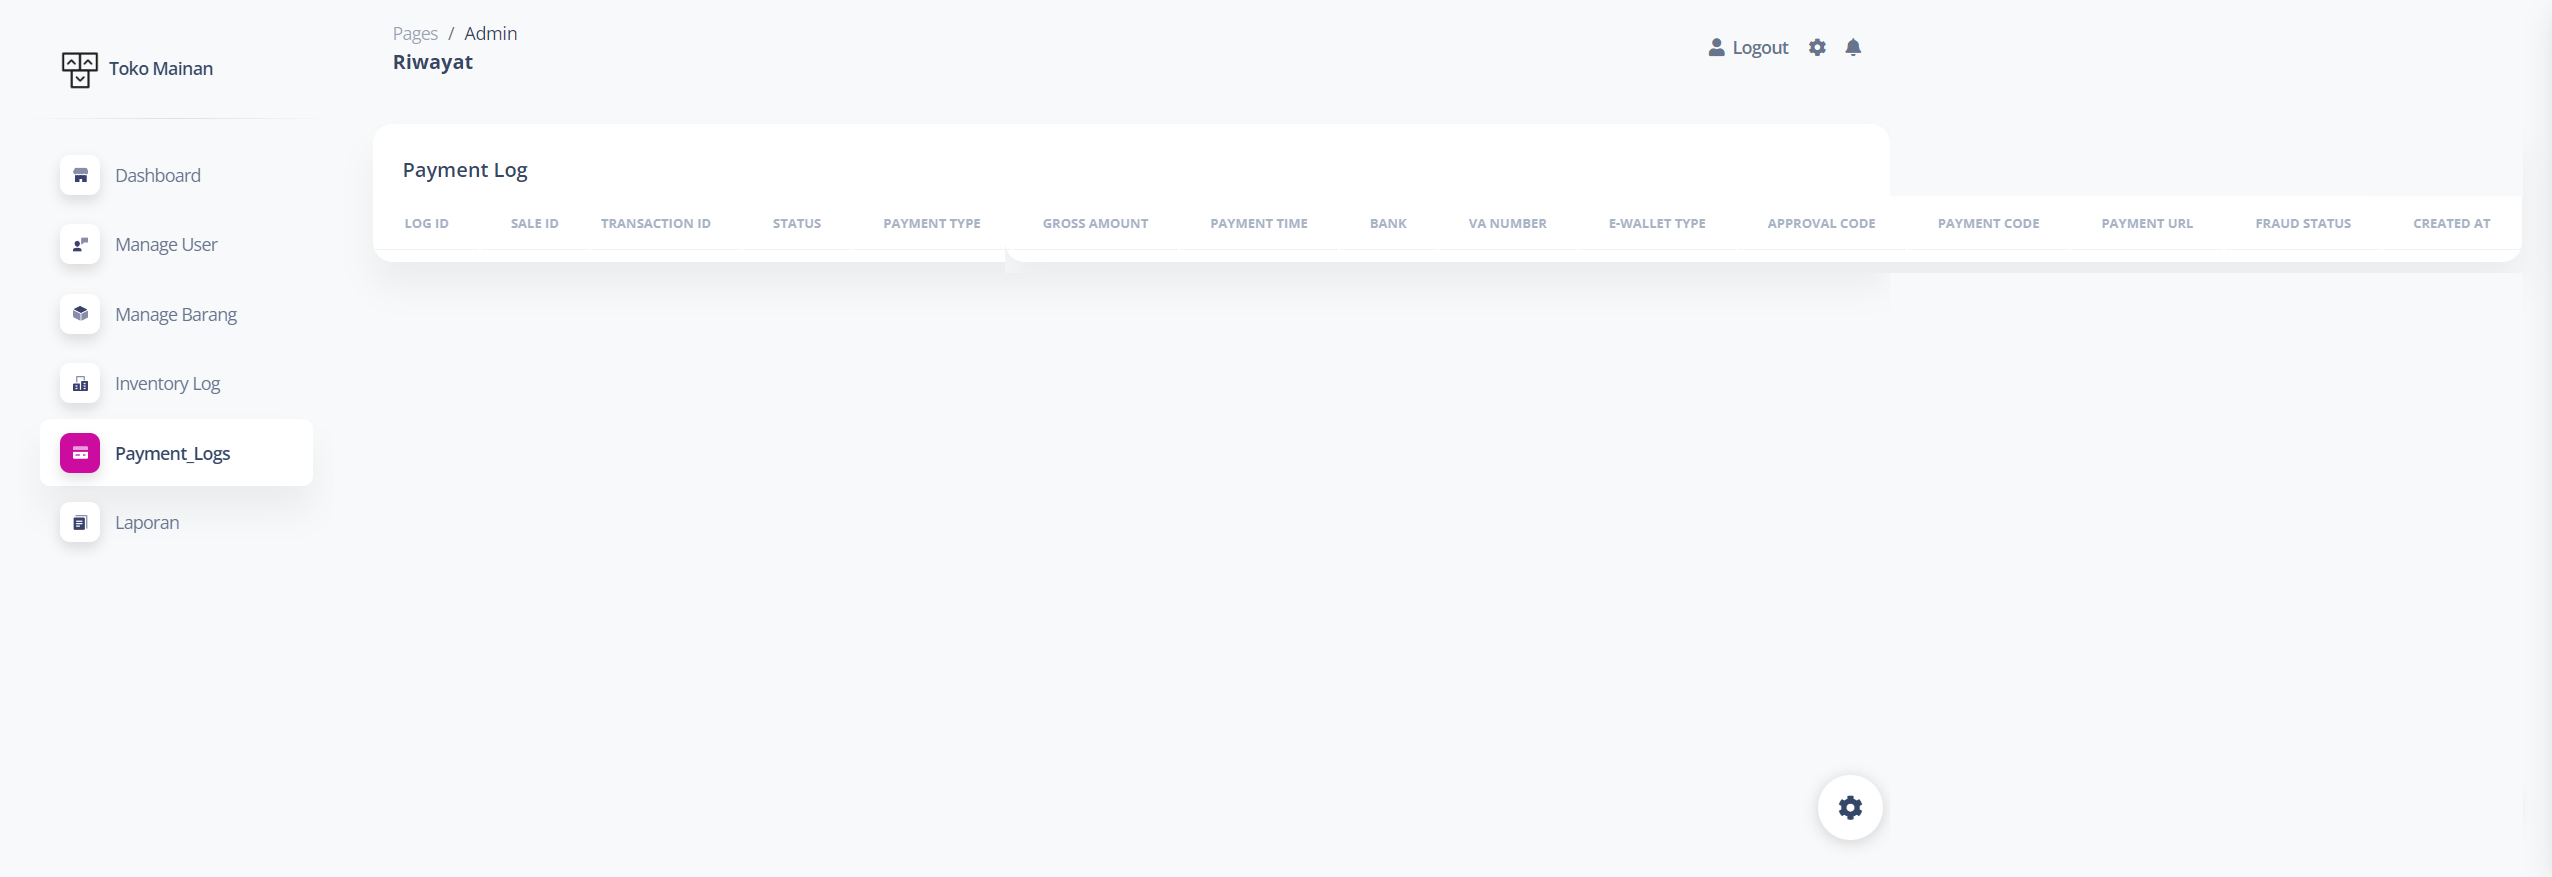 Toko Mainan
Dashboard
Manage User
Manage Barang
Inventory Log
Payment_Logs
Laporan
Pages / Admin
Riwayat
Logout
Payment Log
LOG ID SALE ID TRANSACTION ID STATUS PAYMENT TYPE GROSS AMOUNT PAYMENT TIME BANK VA NUMBER E-WALLET TYPE APPROVAL CODE PAYMENT CODE PAYMENT URL FRAUD STATUS CREATED AT